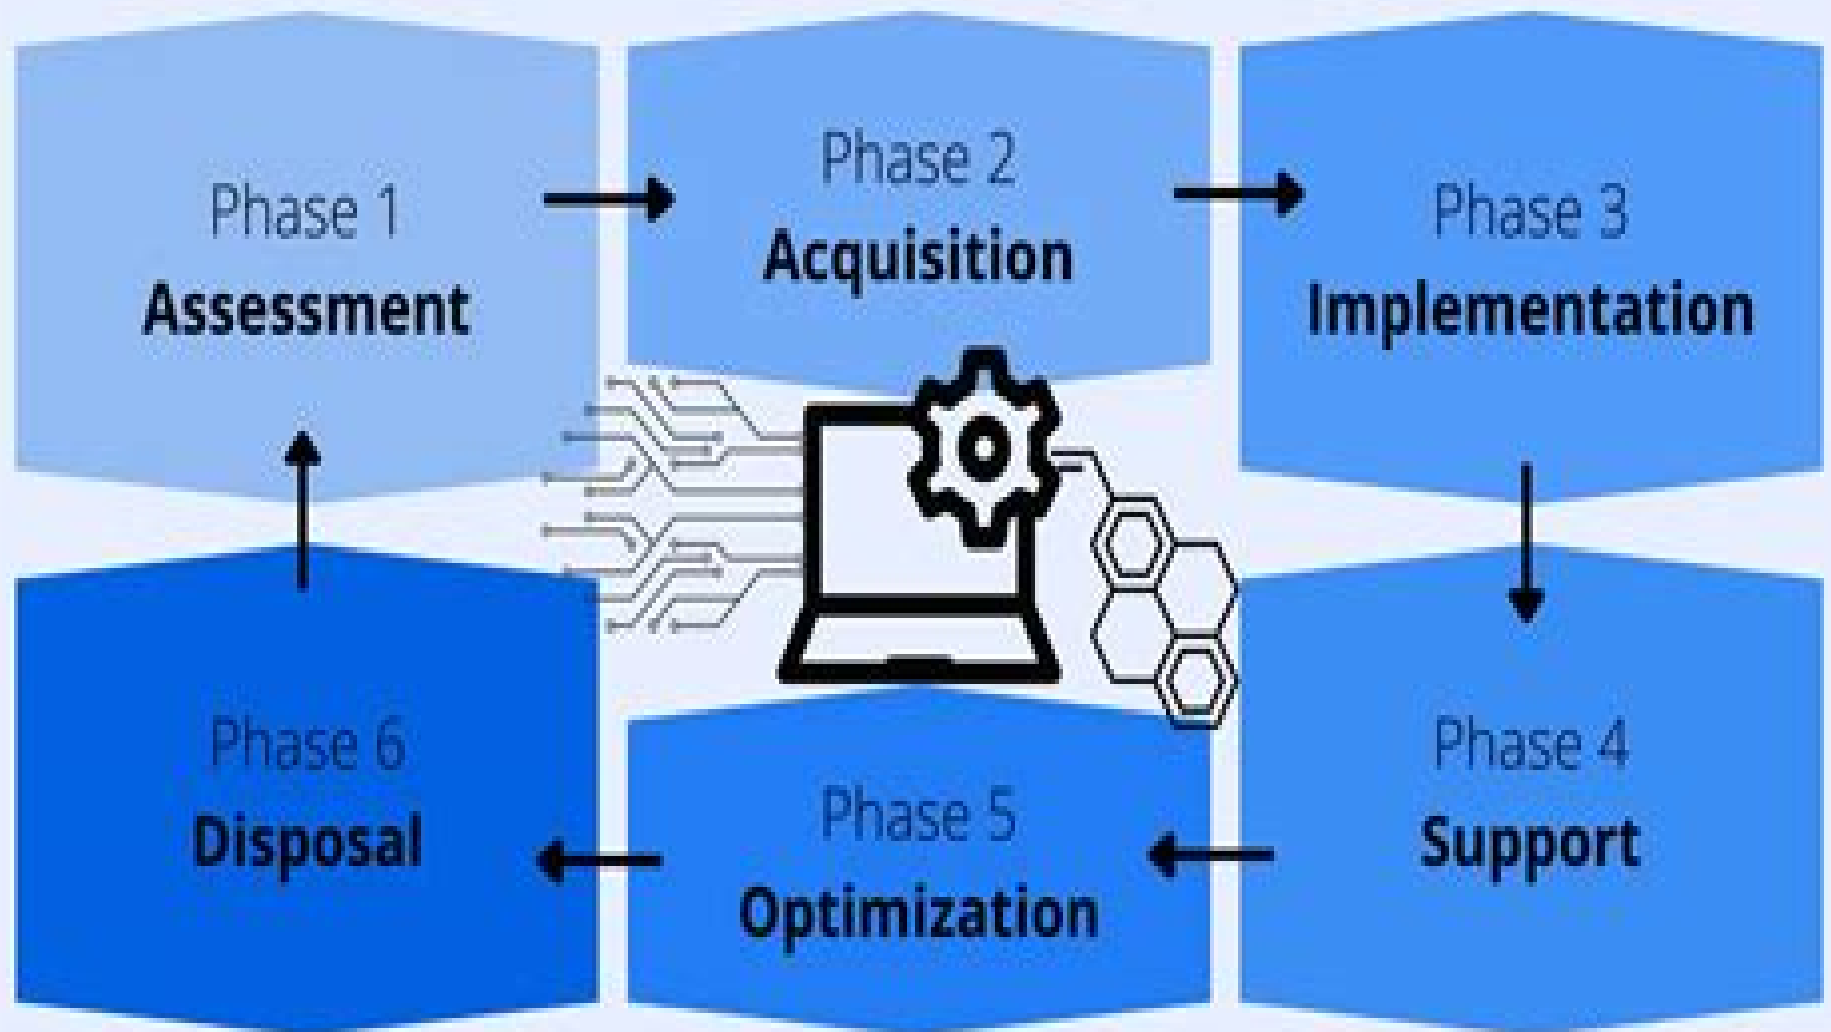 Phase 1
Assessment
Phase 2
Acquisition
Phase 3
Implementation
Phase 4
Support
Phase 5
Optimization
Phase 6
Disposal